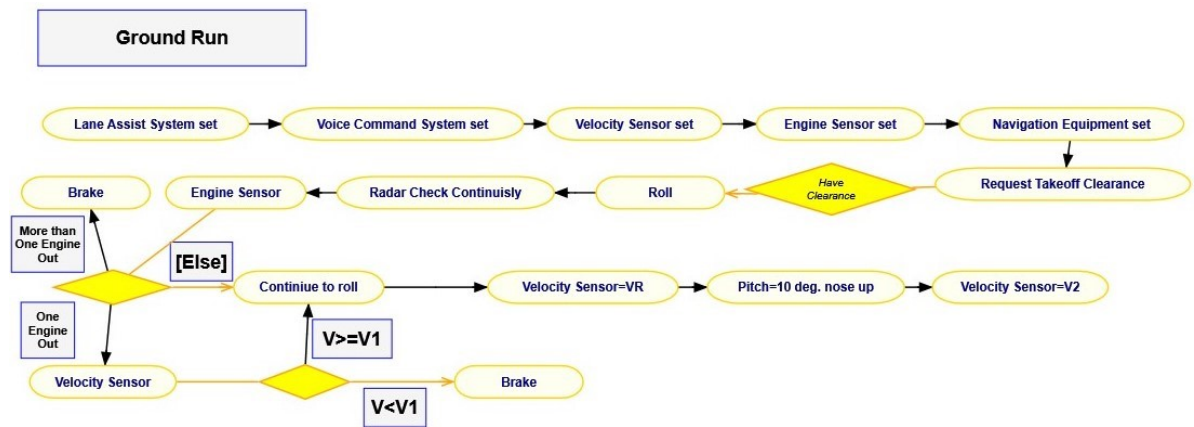 Ground Run
Lane Assist System set
Voice Command System set
Velocity Sensor set
Engine Sensor set
Navigation Equipment set
Brake
Engine Sensor
Radar Check Continuisly
Roll
Have
Clearance
Request Takeoff Clearance
More than
One Engine
Out
[Else]
Continiue to roll
Velocity Sensor=VR
Pitch=10 deg. nose up
Velocity Sensor=V2
One
Engine
Out
V>=V1
Velocity Sensor
Brake
V<V1